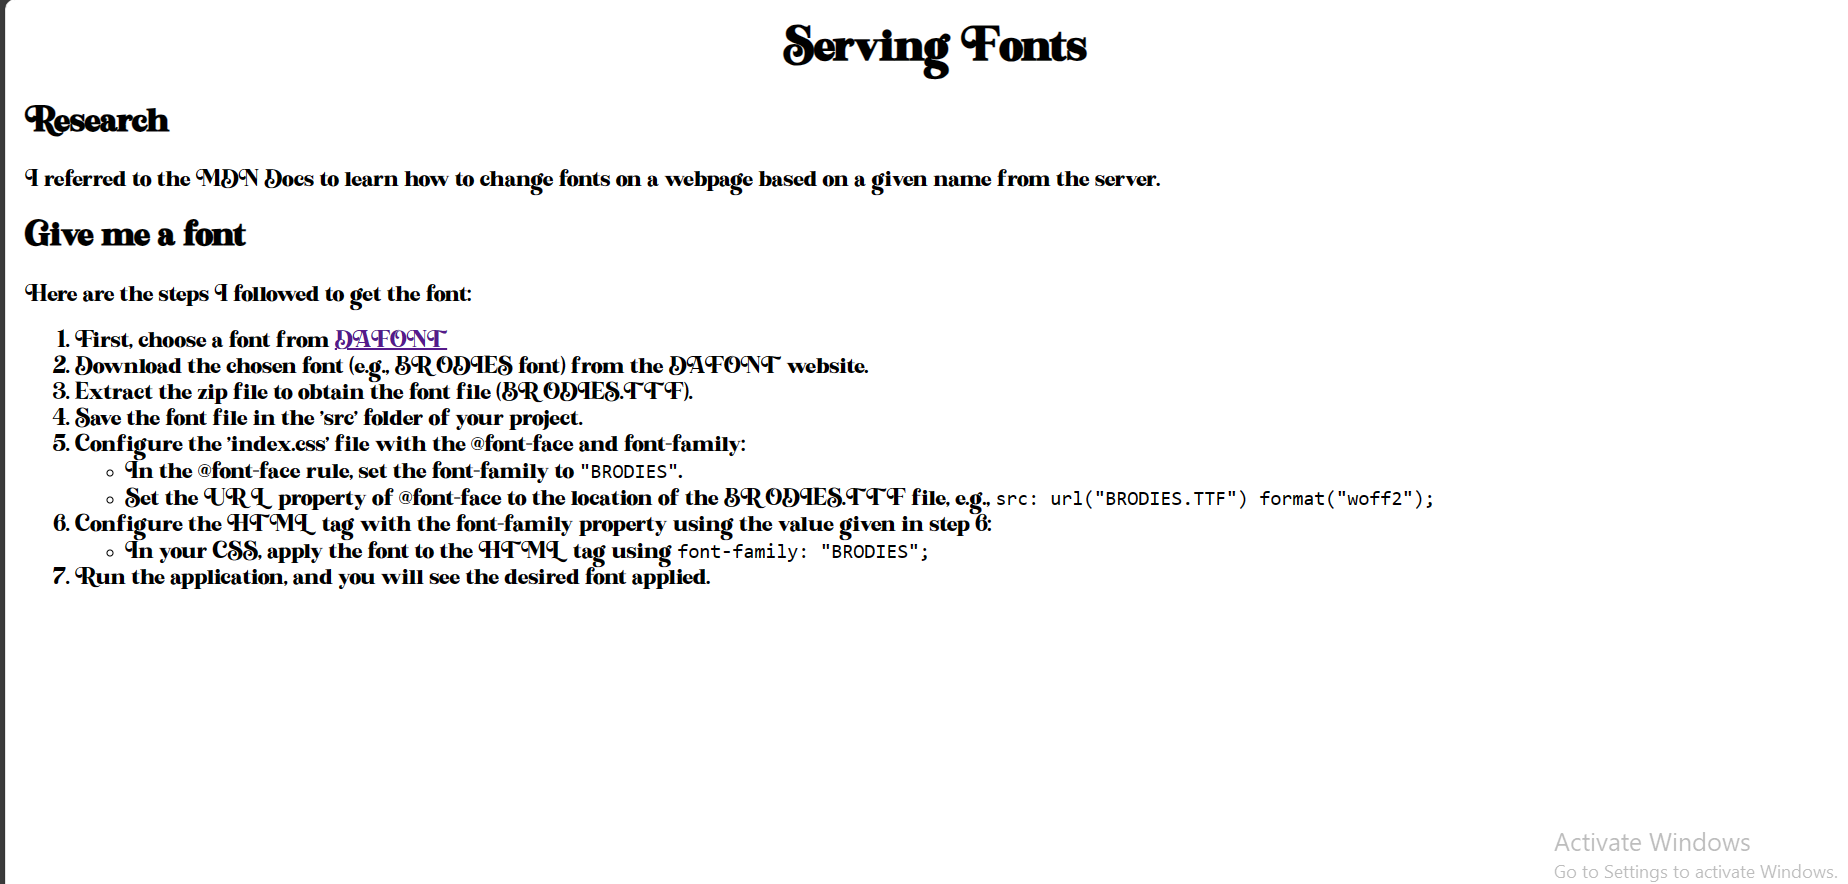 Serving Fonts
Research
I referred to the MDN Docs to learn how to change fonts on a webpage based on a given name from the server.
Give me a font
Here are the steps I followed to get the font:
1. First, choose a font from DAFONT
2. Download the chosen font (e.g., BRODIES font) from the DAFONT website.
3. Extract the zip file to obtain the font file (BRODIES.TTF).
4. Save the font file in the 'src' folder of your project.
5. Configure the 'index.css' file with the @font-face and font-family:
◦ In the @font-face rule, set the font-family to "BRODIES".
◦ Set the URL property of @font-face to the location of the BRODIES.TTF file, e.g., src: url("BRODIES.TTF") format("woff2");
6. Configure the HTML tag with the font-family property using the value given in step 6:
◦ In your CSS, apply the font to the HTML tag using font-family: "BRODIES";
7. Run the application, and you will see the desired font applied.
Activate Windows
Go to Settings to activate Windows.